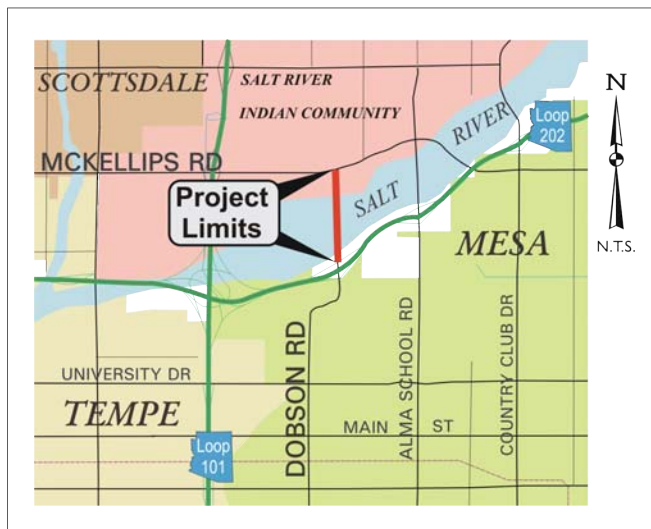 SCOTTSDALE
SALT RIVER
INDIAN COMMUNITY
N
N.T.S.
RIVER
Loop
202
MCKELLIPS RD
Project
Limits
SALT
MESA
UNIVERSITY DR
TEMPE
DOBSON RD
ALMA SCHOOL RD
COUNTRY CLUB DR
MAIN ST
Loop
101